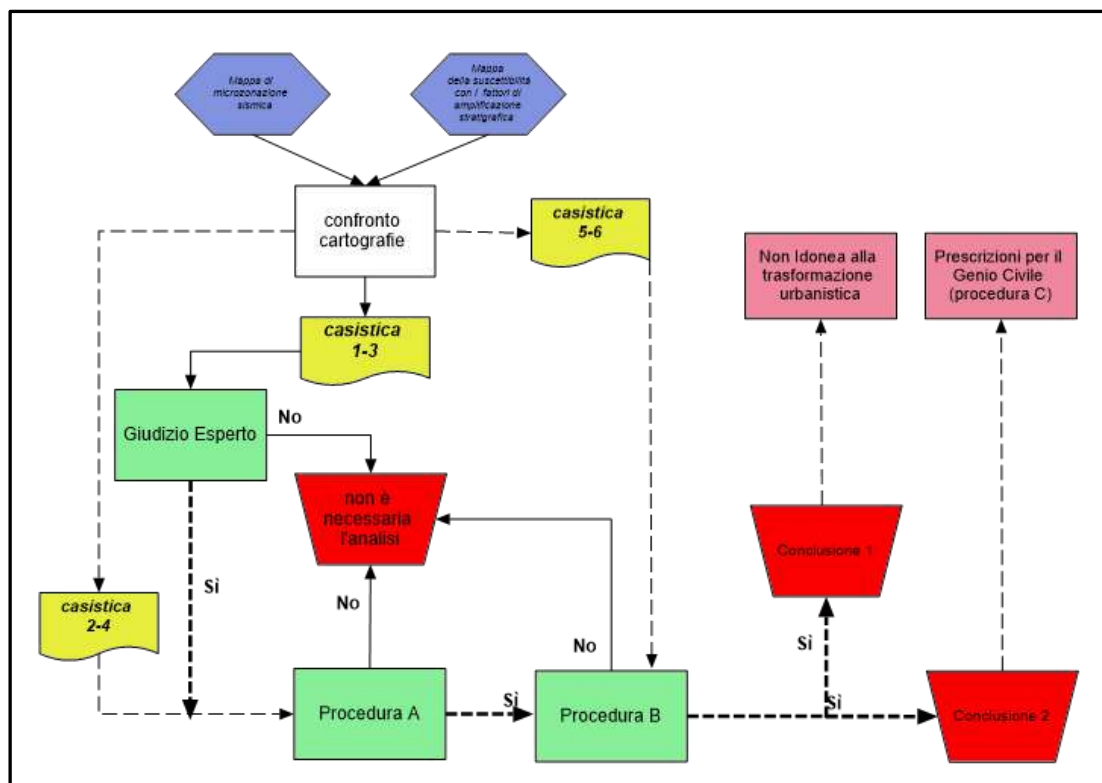 Mappa di
microzonazione
sismica
Mappa
della suscettibilità
con i fattori di
amplificazione
stratigrafica
confronto
cartografie
casistica
5-6
Non Idonea alla
trasformazione
urbanistica
Prescrizioni per il
Genio Civile
(procedura C)
casistica
1-3
Giudizio Esperto
No
non è
necessaria
l'analisi
Conclusione 1
Sì
casistica
2-4
No
No
Sì
Procedura A
Sì
Procedura B
Sì
Conclusione 2